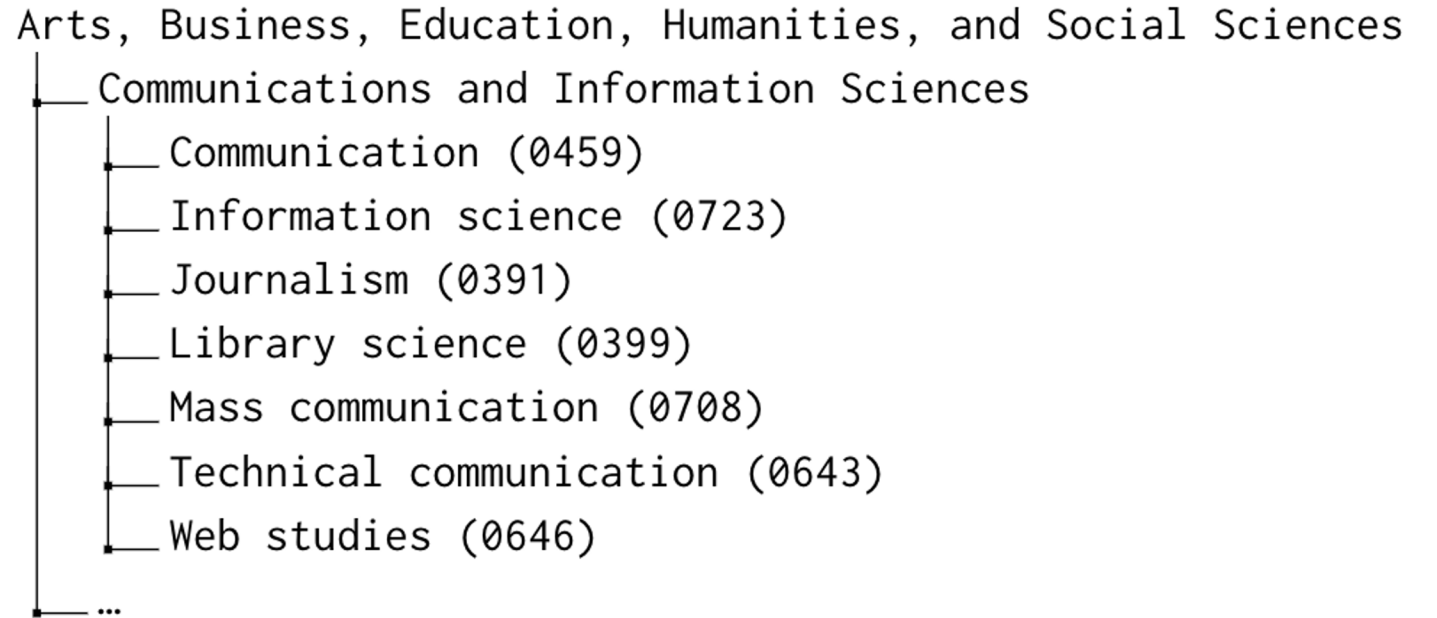 Arts, Business, Education, Humanities, and Social Sciences
Communications and Information Sciences
Communication (0459)
Information science (0723)
Journalism (0391)
Library science (0399)
Mass communication (0708)
Technical communication (0643)
Web studies (0646)
…